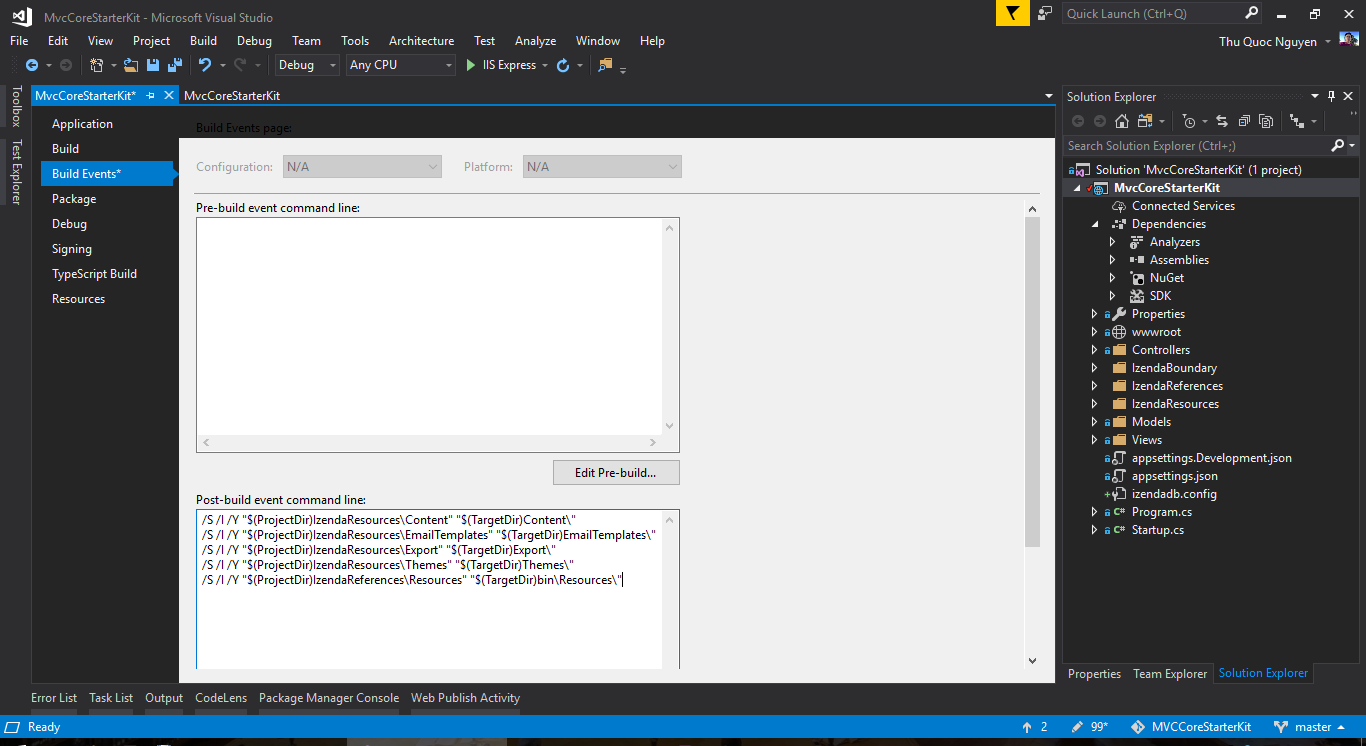 MvcCoreStarterKit - Microsoft Visual Studio
Quick Launch (Ctrl+Q)
File Edit View Project Build Debug Team Tools Architecture Test Analyze Window Help
Thu Quoc Nguyen
Debug Any CPU IIS Express
Toolbox
Test Explorer
MvcCoreStarterKit* MvcCoreStarterKit
Application
Build
Build Events*
Package
Debug
Signing
TypeScript Build
Resources
Build Events page:
Configuration: N/A Platform: N/A
Pre-build event command line:
Edit Pre-build...
Post-build event command line:
/S /I /Y "$(ProjectDir)IzendaResources\Content" "$(TargetDir)Content\"
/S /I /Y "$(ProjectDir)IzendaResources\EmailTemplates" "$(TargetDir)EmailTemplates\"
/S /I /Y "$(ProjectDir)IzendaResources\Export" "$(TargetDir)Export\"
/S /I /Y "$(ProjectDir)IzendaResources\Themes" "$(TargetDir)Themes\"
/S /I /Y "$(ProjectDir)IzendaReferences\Resources" "$(TargetDir)bin\Resources\"
Solution Explorer
Search Solution Explorer (Ctrl+;)
Solution 'MvcCoreStarterKit' (1 project)
MvcCoreStarterKit
Connected Services
Dependencies
Analyzers
Assemblies
NuGet
SDK
Properties
wwwroot
Controllers
IzendaBoundary
IzendaReferences
IzendaResources
Models
Views
appsettings.Development.json
appsettings.json
izendadb.config
C# Program.cs
C# Startup.cs
Properties Team Explorer Solution Explorer
Error List Task List Output CodeLens Package Manager Console Web Publish Activity
Ready 2 99* MVCCoreStarterKit master